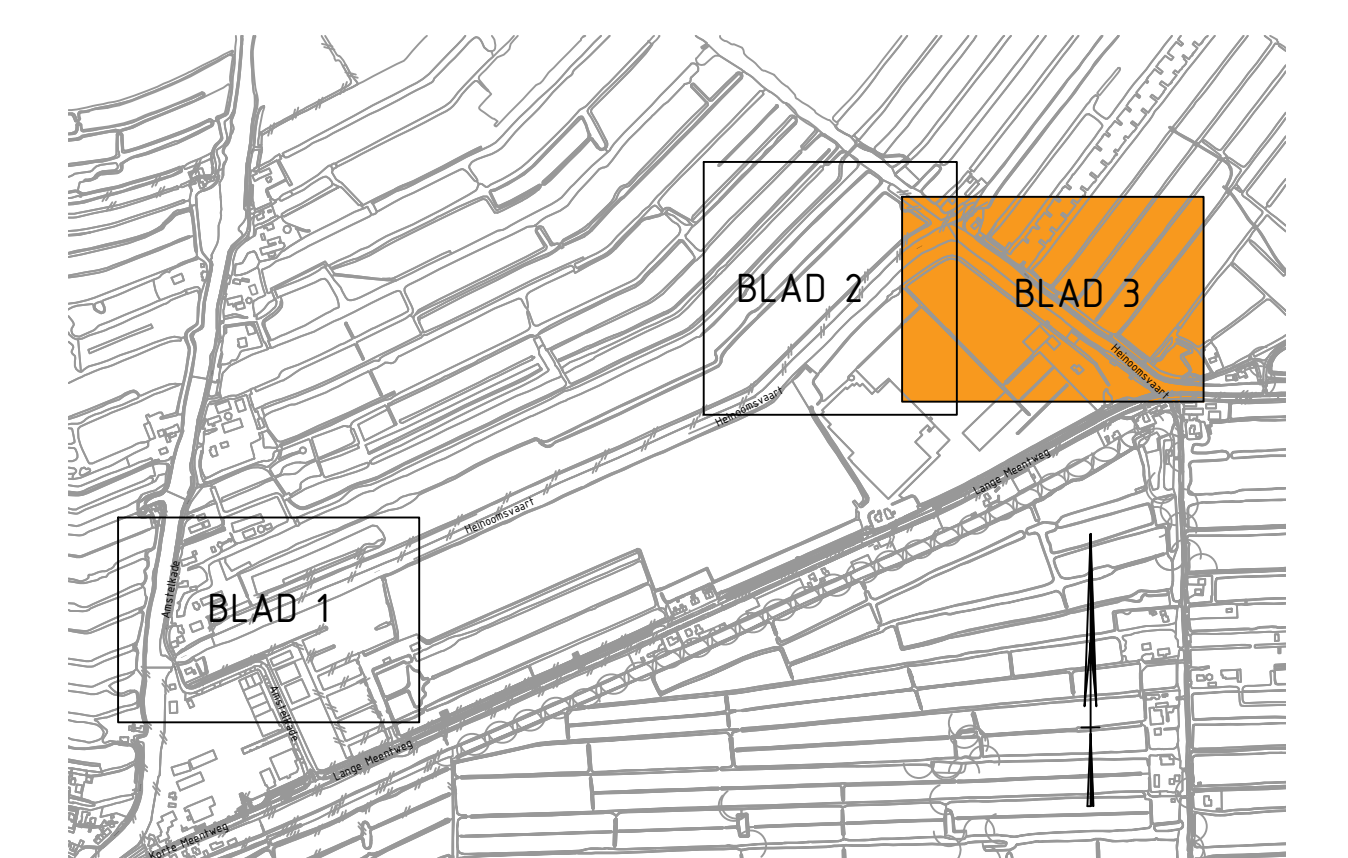 BLAD 2
BLAD 3
Heinoomsvaart
Heinoomsvaart
Lange Meentweg
Heinoomsvaart
Amstelkade
BLAD 1
Amstelkade
Lange Meentweg
Korte Meentweg